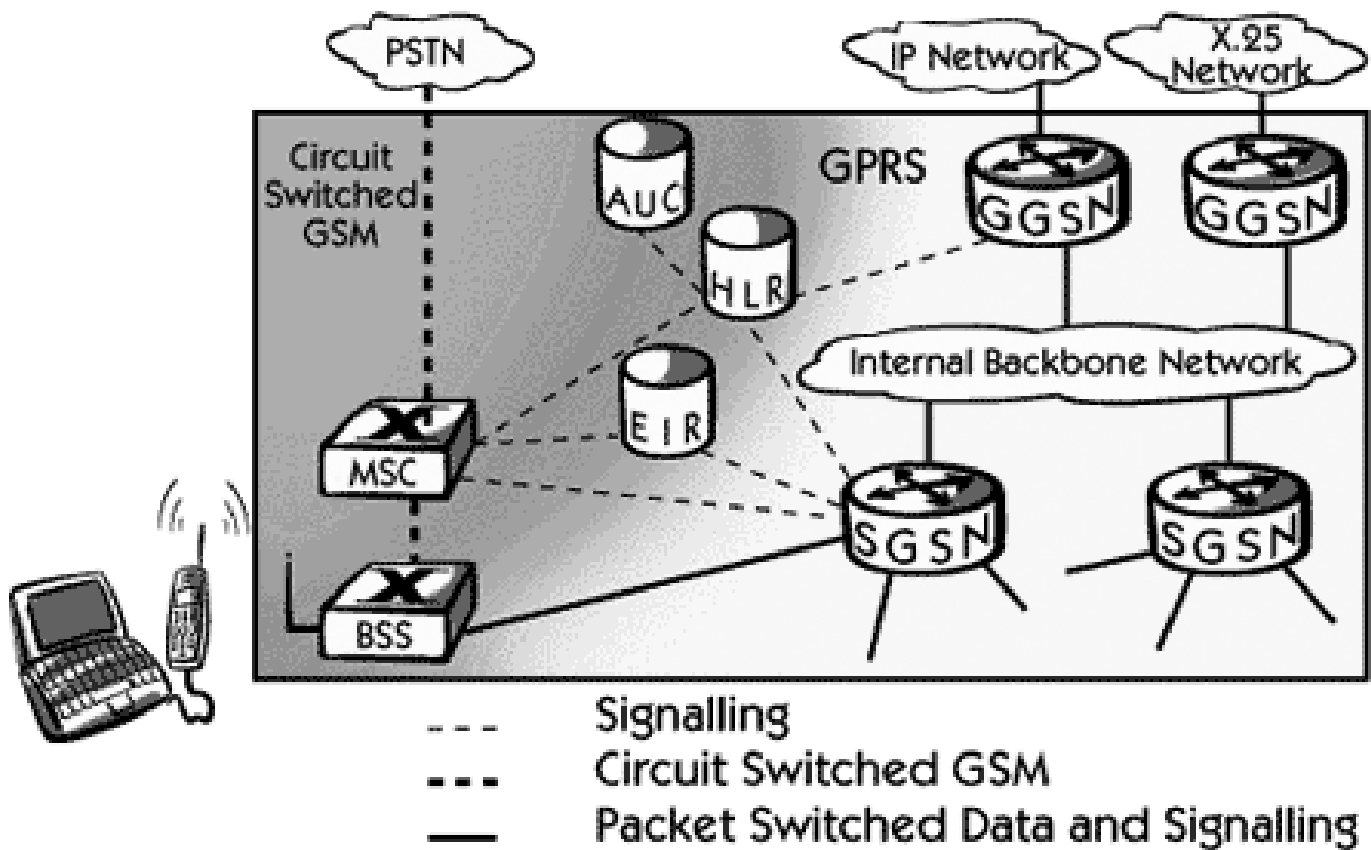 PSTN
IP Network
X.25
Network
Circuit
Switched
GSM
AUC
GPRS
GGSN
GGSN
HLR
Internal Backbone Network
EIR
MSC
SGSN
SGSN
BSS
Signalling
Circuit Switched GSM
Packet Switched Data and Signalling